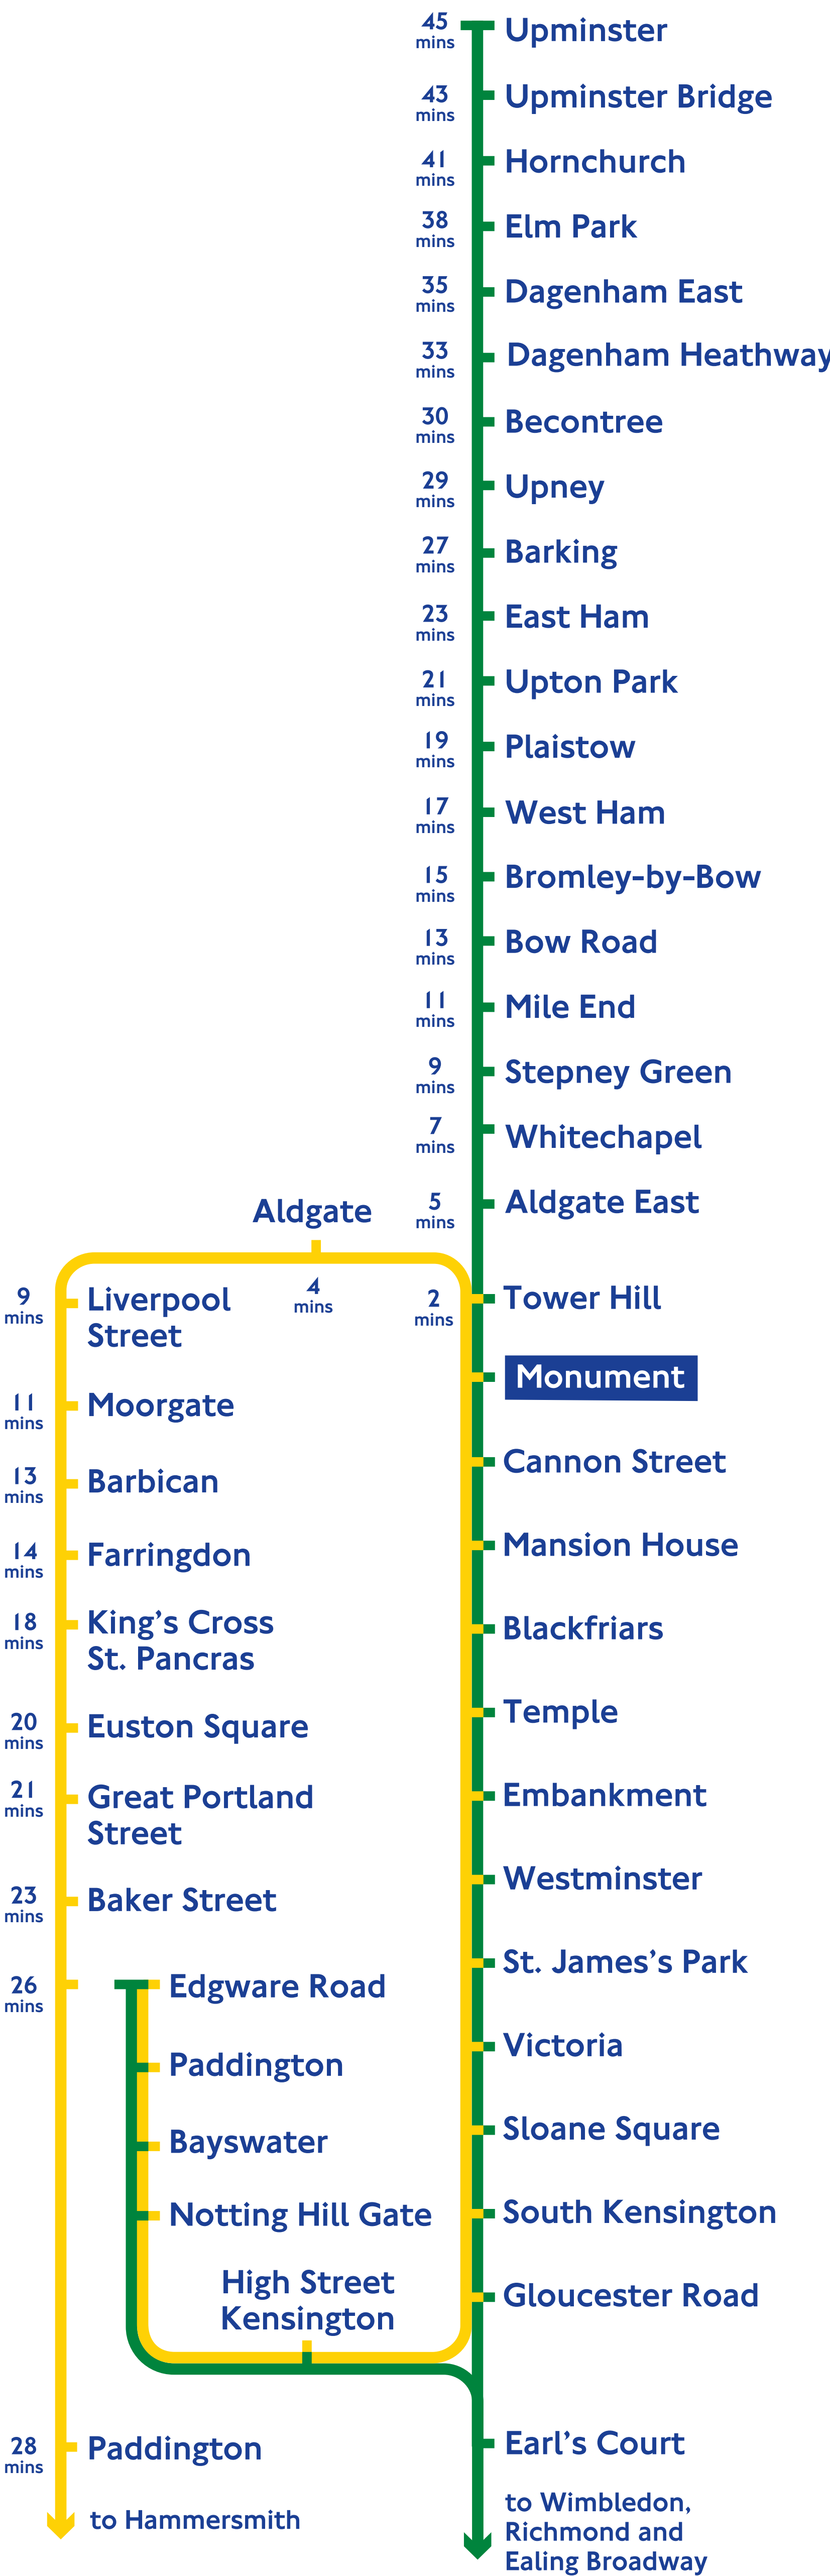 45
mins
Upminster
43
mins
Upminster Bridge
41
mins
Hornchurch
38
mins
Elm Park
35
mins
Dagenham East
33
mins
Dagenham Heathway
30
mins
Becontree
29
mins
Upney
27
mins
Barking
23
mins
East Ham
21
mins
Upton Park
19
mins
Plaistow
17
mins
West Ham
15
mins
Bromley-by-Bow
13
mins
Bow Road
11
mins
Mile End
9
mins
Stepney Green
7
mins
Whitechapel
5
mins
Aldgate East
Aldgate
4
mins
2
mins
Tower Hill
Monument
Cannon Street
Mansion House
Blackfriars
Temple
Embankment
Westminster
St. James's Park
Victoria
Sloane Square
South Kensington
Gloucester Road
Earl's Court
to Wimbledon,
Richmond and
Ealing Broadway
9
mins
Liverpool
Street
11
mins
Moorgate
13
mins
Barbican
14
mins
Farringdon
18
mins
King's Cross
St. Pancras
20
mins
Euston Square
21
mins
Great Portland
Street
23
mins
Baker Street
26
mins
Edgware Road
Paddington
Bayswater
Notting Hill Gate
High Street
Kensington
28
mins
Paddington
to Hammersmith